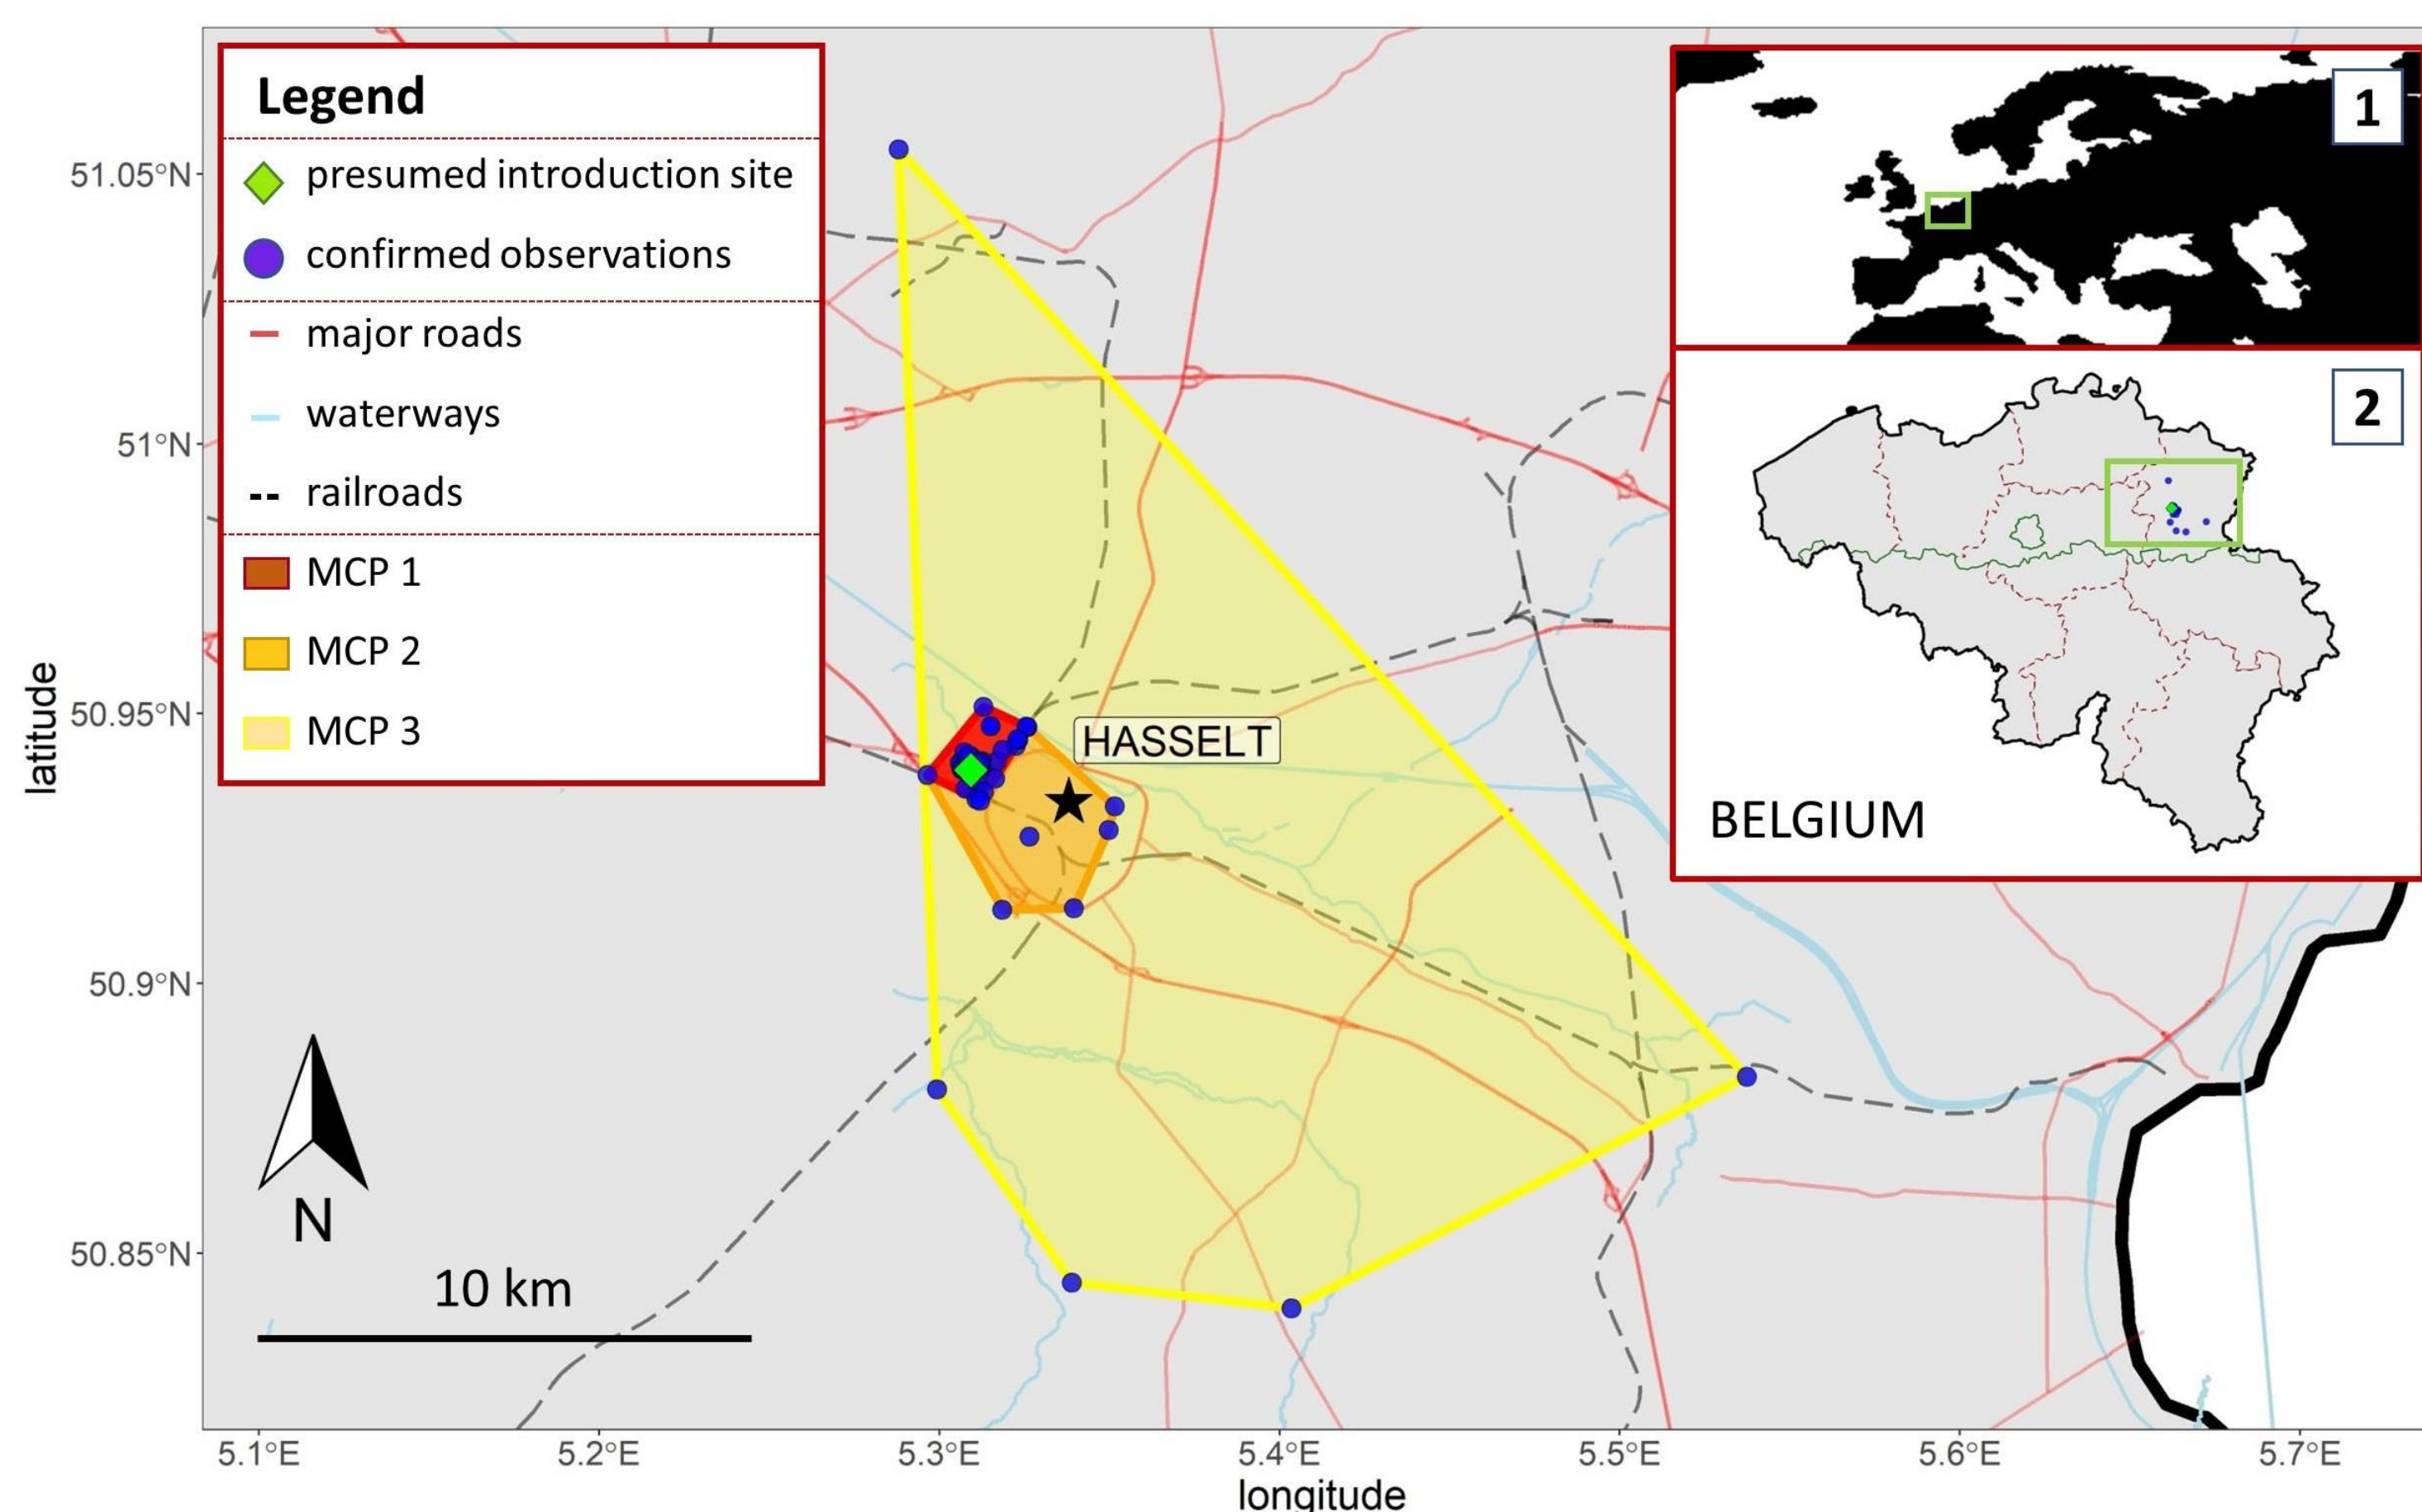 Legend
presumed introduction site
confirmed observations
major roads
waterways
railroads
MCP 1
MCP 2
MCP 3
1
2
BELGIUM
HASSELT
N
10 km
latitude
51.05°N
51°N
50.95°N
50.9°N
50.85°N
5.1°E
5.2°E
5.3°E
5.4°E
5.5°E
5.6°E
5.7°E
longitude